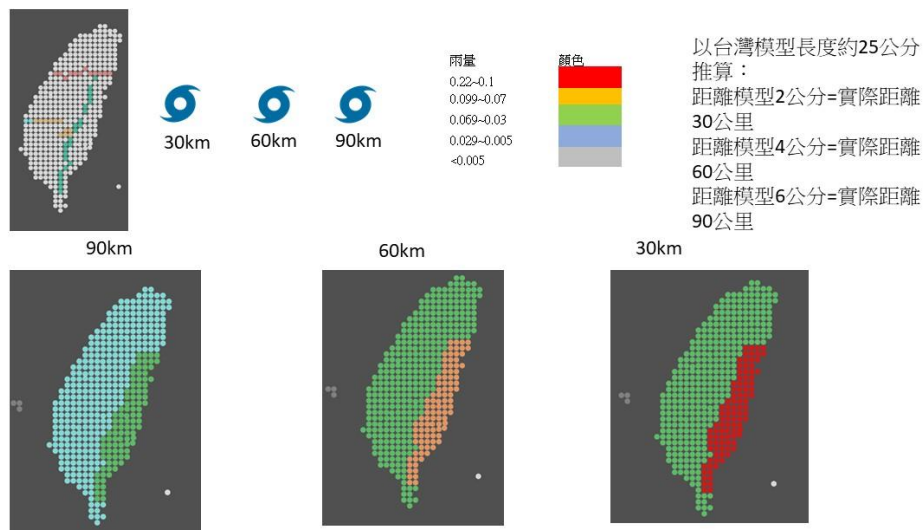 30km
60km
90km
雨量
顏色
0.22~0.1
0.099~0.07
0.069~0.03
0.029~0.005
<0.005
以台灣模型長度約25公分
推算：
距離模型2公分=實際距離
30公里
距離模型4公分=實際距離
60公里
距離模型6公分=實際距離
90公里
90km
60km
30km